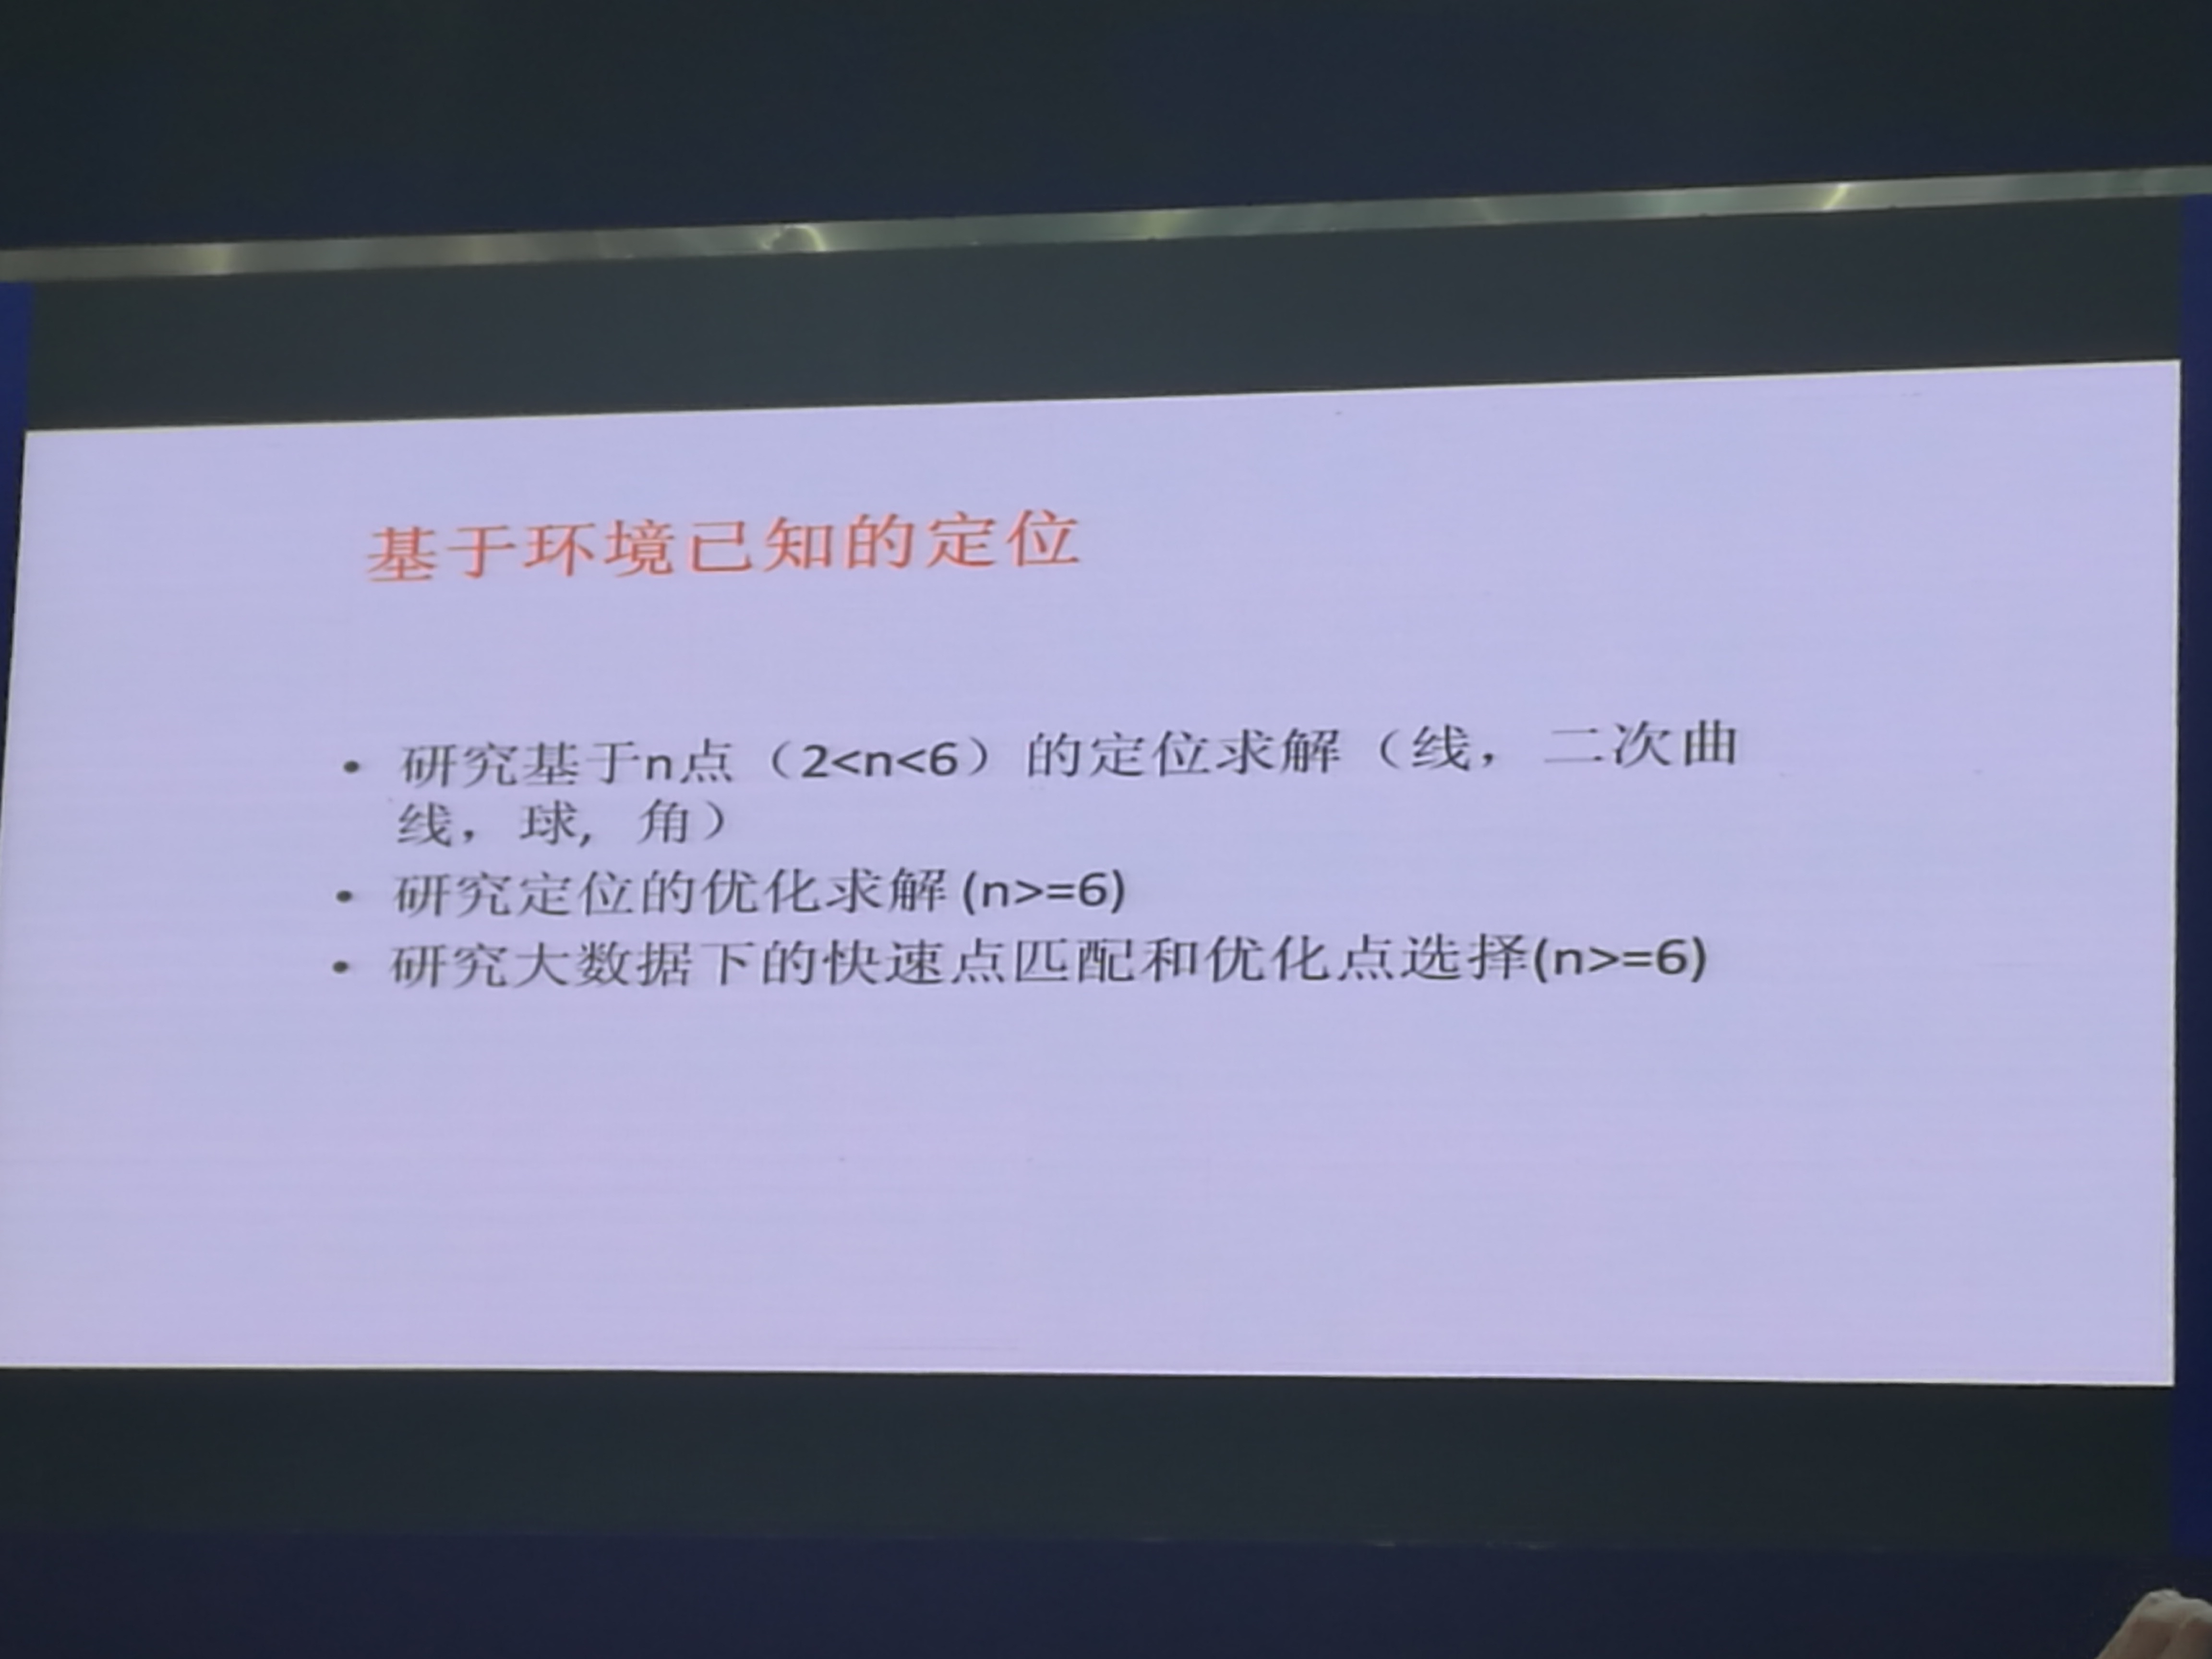 基于环境已知的定位
• 研究基于n点（2<n<6）的定位求解（线，二次曲
线，球, 角）
• 研究定位的优化求解 (n>=6)
• 研究大数据下的快速点匹配和优化点选择(n>=6)